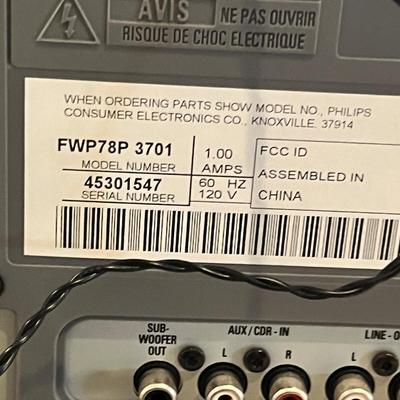 AVIS
NE PAS OUVRIR
RISQUE DE CHOC ELECTRIQUE
WHEN ORDERING PARTS SHOW MODEL NO., PHILIPS
CONSUMER ELECTRONICS CO., KNOXVILLE. 37914
FWP78P 3701
MODEL NUMBER
45301547
SERIAL NUMBER
1.00
AMPS
60 HZ
120 V
FCC ID
ASSEMBLED IN
CHINA
SUB-
WOOFER
OUT
AUX/CDR-IN
L
R
LINE-O
L